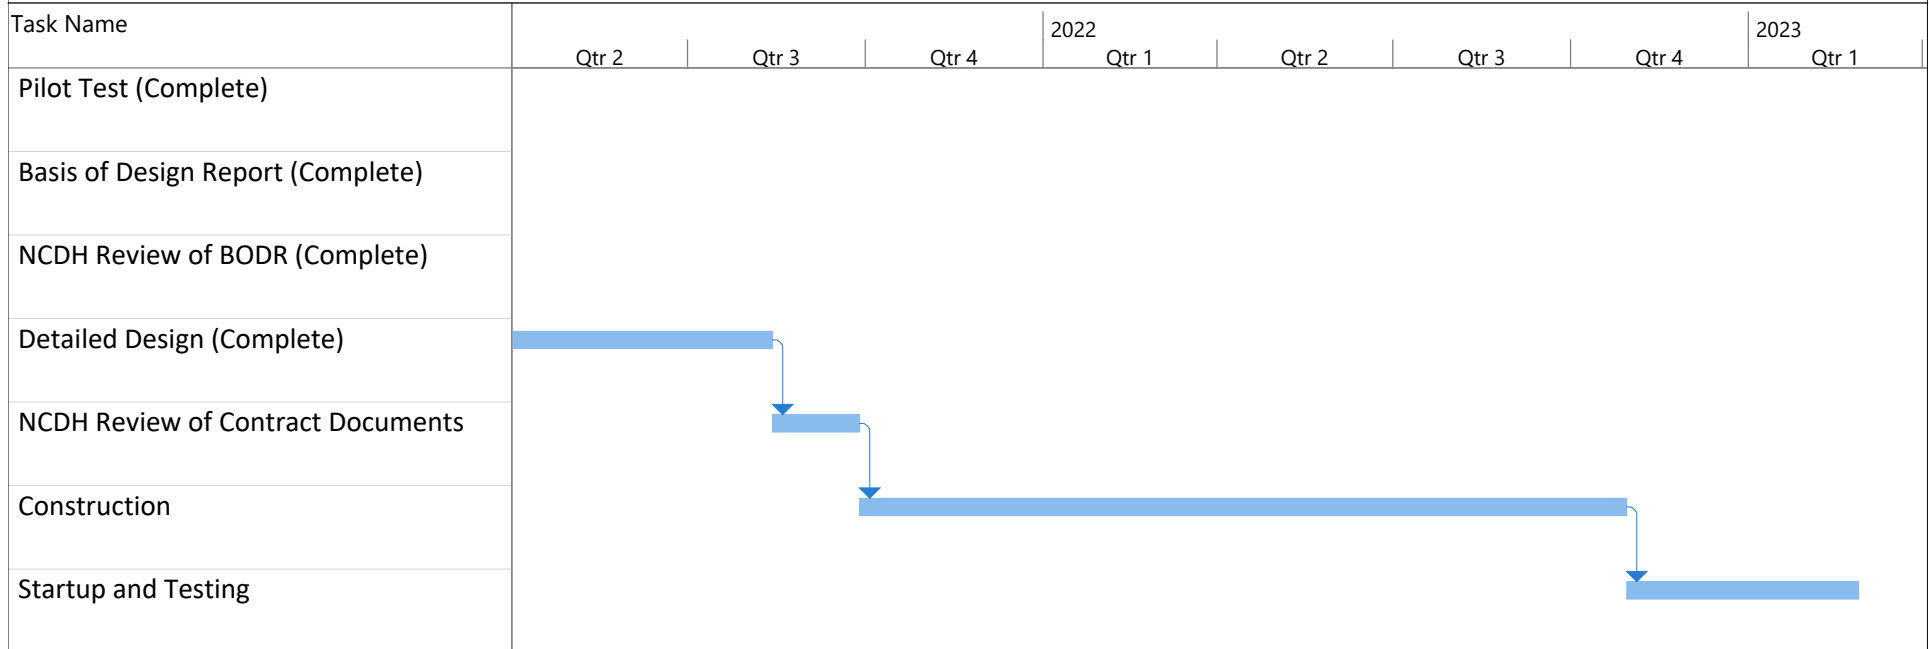 Task Name
2022
2023
Qtr 2
Qtr 3
Qtr 4
Qtr 1
Qtr 2
Qtr 3
Qtr 4
Qtr 1
Pilot Test (Complete)
Basis of Design Report (Complete)
NCDH Review of BODR (Complete)
Detailed Design (Complete)
NCDH Review of Contract Documents
Construction
Startup and Testing